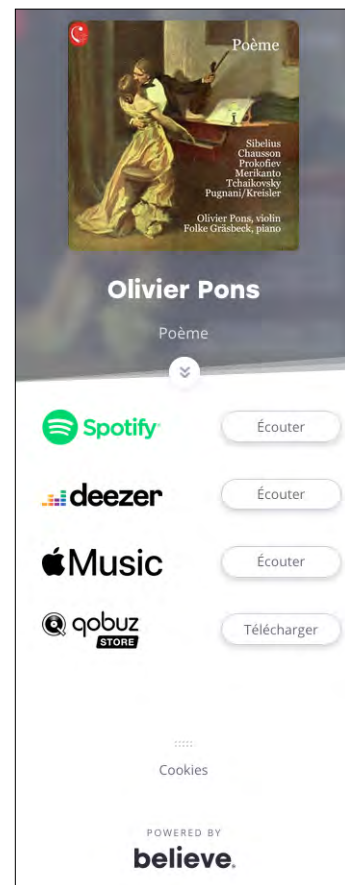 Poème
Sibelius
Chausson
Prokofiev
Merikanto
Tchaikovsky
Pugnani/Kreisler
Olivier Pons, violin
Folke Gräsbeck, piano
Olivier Pons
Poème
Spotify
Écouter
deezer
Écouter
Music
Écouter
qobuz
STORE
Télécharger
Cookies
POWERED BY
believe.